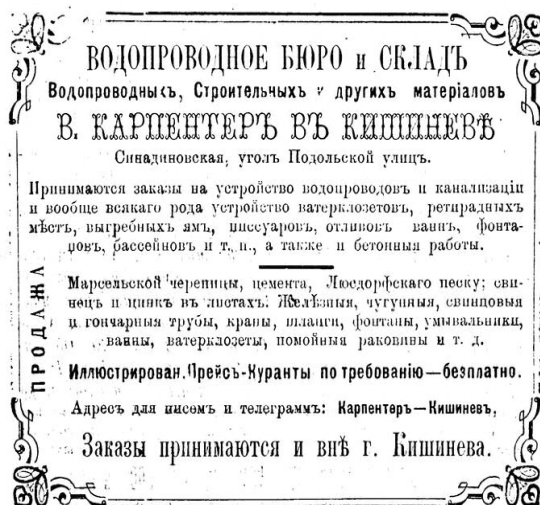 ВОДОПРОВОДНОЕ БЮРО и СКЛАДЪ
Водопроводныхъ, Строительныхъ и другихъ матеріаловъ
В. КАРПЕНТЕРЪ ВЪ КИШИНЕВѢ
Синадиновская, уголъ Подольской улицъ.
Принимаются заказы на устройство водопроводовъ и канализаціи
и вообще всякаго рода устройство ватерклозетовъ, ретирадныхъ
мѣстъ, выгребныхъ ямъ, писсуаровъ, отливовъ ваннъ, фонта-
новъ, бассейновъ и т. п., а также и бетонныя работы.
ПРОДАЖА
Марсельской черепицы, цемента, Люсдорфскаго песку; сви-
нецъ и цинкъ въ листахъ. Желѣзныя, чугунныя, свинцовыя
и гончарныя трубы, краны, шланги, фонтаны, умывальники,
ванны, ватерклозеты, помойныя раковины и т. д.
Иллюстрирован. Прейсъ-Куранты по требованію—безплатно.
Адресъ для писемъ и телеграммъ: Карпентеръ—Кишиневъ.
Заказы принимаются и внѣ г. Кишинева.